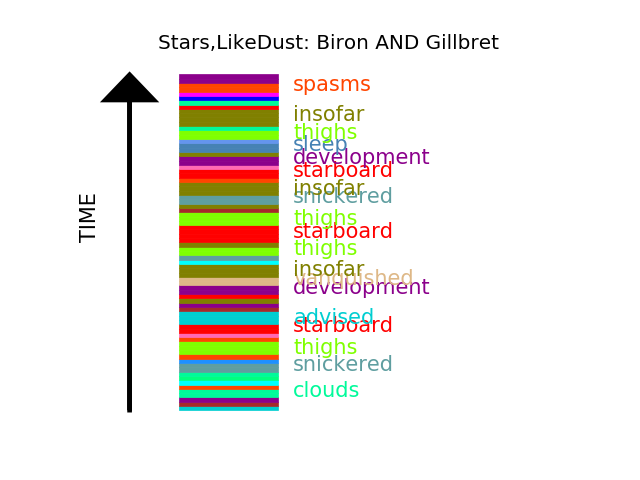 Stars,LikeDust: Biron AND Gillbret
TIME
spasms
insofar
thighs
sleep
development
starboard
insofar
snickered
thighs
starboard
thighs
insofar
vanquished
development
advised
starboard
thighs
snickered
clouds